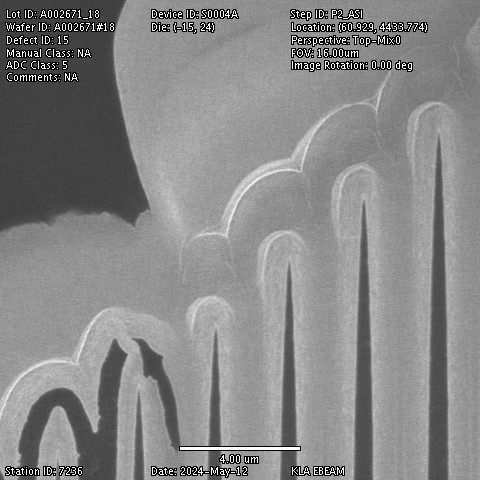 Lot ID: A002671_18
Wafer ID: A002671#18
Defect ID: 15
Manual Class: NA
ADC Class: 5
Comments: NA
Device ID: S0004A
Die: (-15, 24)
Step ID: P2_ASI
Location: (60.929, 4433.774)
Perspective: Top-Mix0
FOV: 16.00um
Image Rotation: 0.00 deg
4.00 um
Station ID: 7236
Date: 2024-May-12
KLA EBEAM